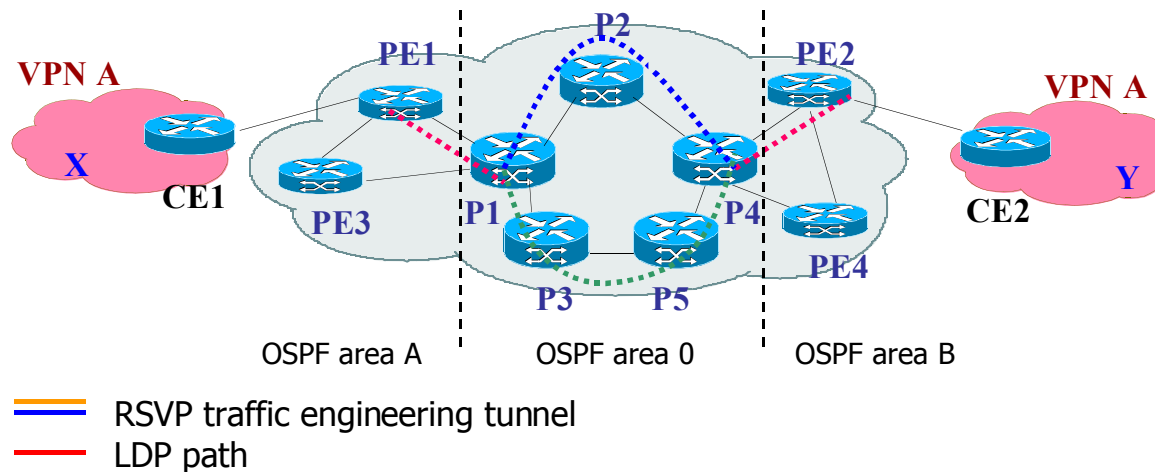 P2
PE1
PE2
VPN A
VPN A
X
CE1
PE3
P1
P4
CE2
Y
PE4
P3
P5
OSPF area A
OSPF area 0
OSPF area B
RSVP traffic engineering tunnel
LDP path